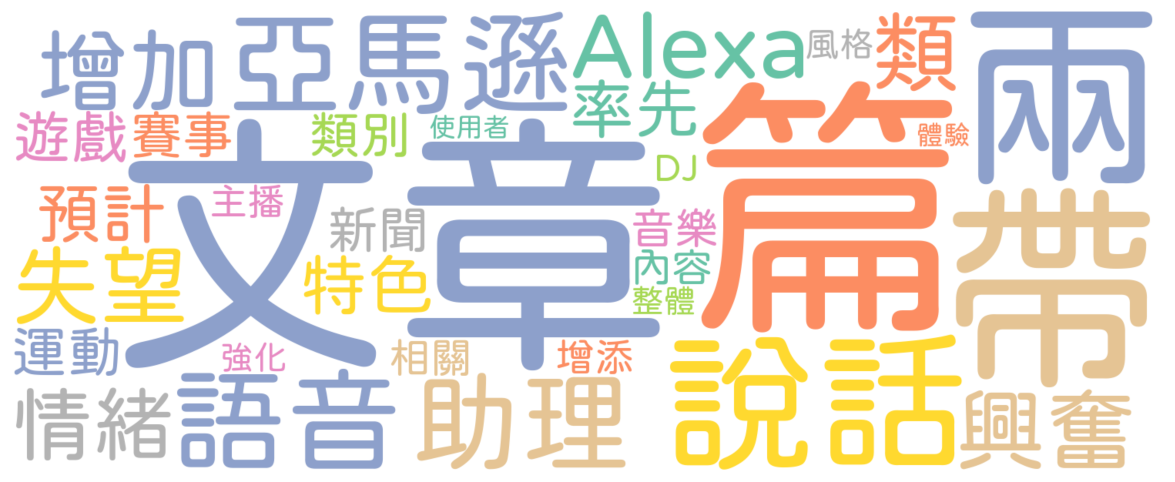 增加 亞馬遜 Alexa 風格 類 兩
遊戲 賽事 類別 使用者 率先 篇 體驗
文章 DJ
預計 主播 新聞 音樂 帶
失望 特色 內容
整體
運動 強化 相關 增添 說話
情緒 語音 助理 興奮